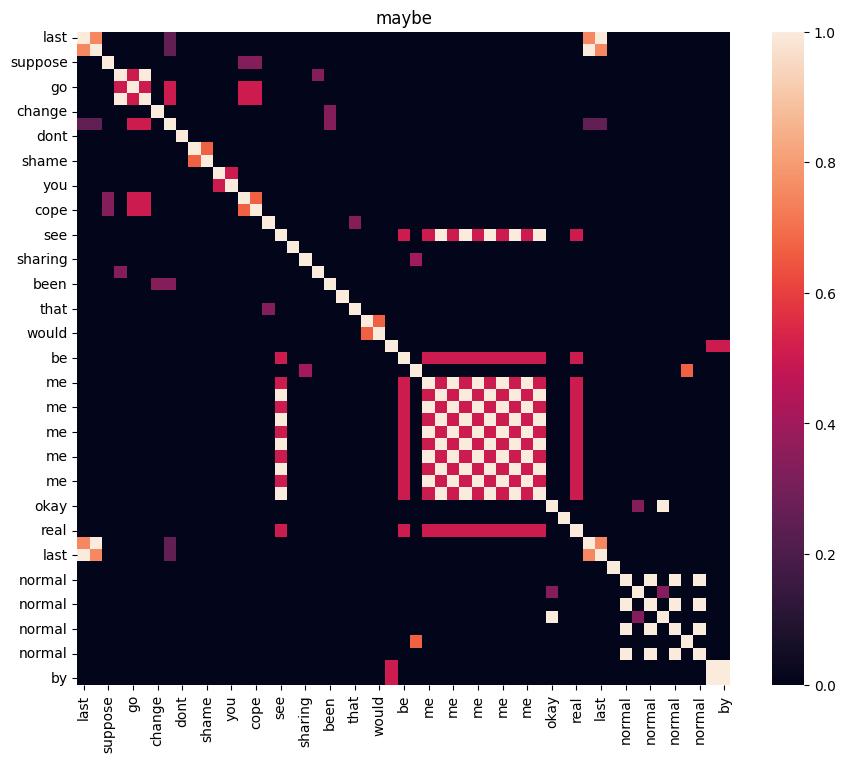 maybe
last
suppose
go
change
dont
shame
you
cope
see
sharing
been
that
would
be
me
me
me
me
me
okay
real
last
normal
normal
normal
normal
by
last
suppose
go
change
dont
shame
you
cope
see
sharing
been
that
would
be
me
me
me
me
me
okay
real
last
normal
normal
normal
normal
by
1.0
0.8
0.6
0.4
0.2
0.0